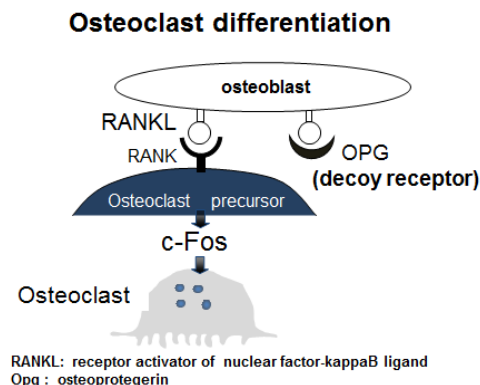 Osteoclast differentiation
osteoblast
RANKL
RANK
OPG
(decoy receptor)
Osteoclast precursor
c-Fos
Osteoclast
RANKL: receptor activator of nuclear factor-kappaB ligand
Opg : osteoprotegerin